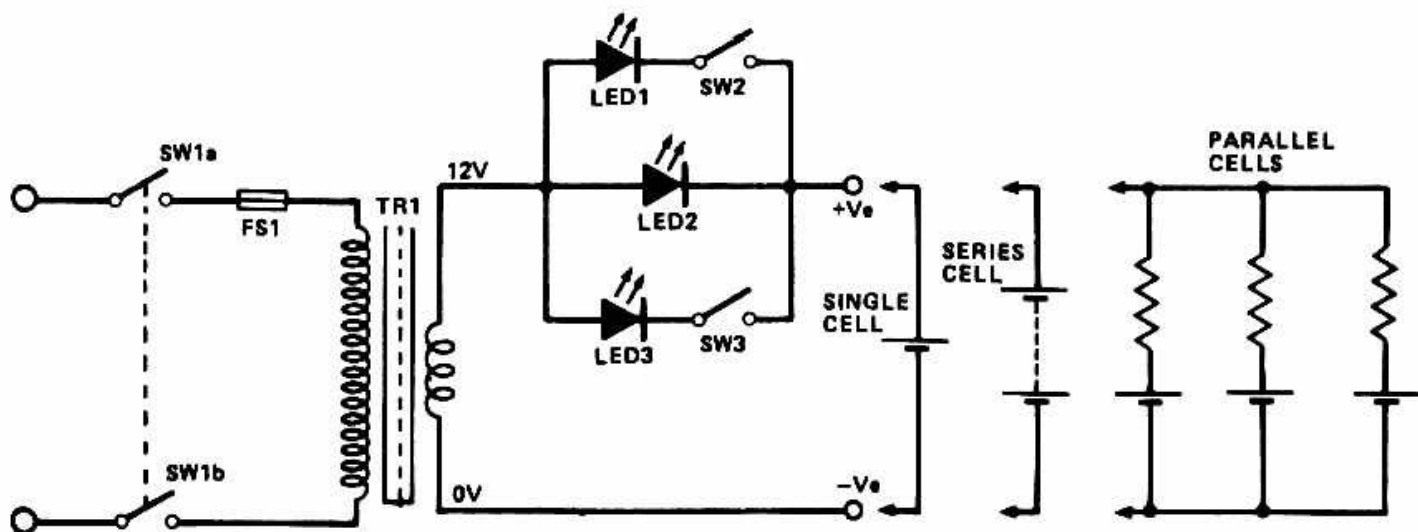 SW1a
FS1
SW1b
TR1
12V
0V
LED1
SW2
LED2
LED3
SW3
+Ve
-Ve
SINGLE
CELL
SERIES
CELL
PARALLEL
CELLS